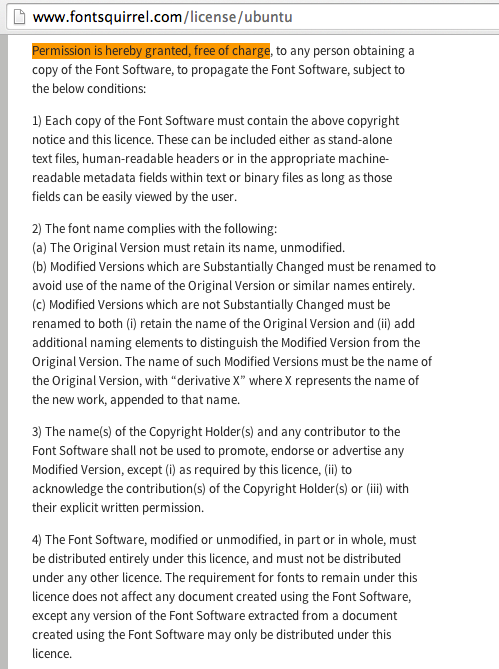 www.fontsquirrel.com/license/ubuntu
Permission is hereby granted, free of charge, to any person obtaining a
copy of the Font Software, to propagate the Font Software, subject to
the below conditions:
1) Each copy of the Font Software must contain the above copyright
notice and this licence. These can be included either as stand-alone
text files, human-readable headers or in the appropriate machine-
readable metadata fields within text or binary files as long as those
fields can be easily viewed by the user.
2) The font name complies with the following:
(a) The Original Version must retain its name, unmodified.
(b) Modified Versions which are Substantially Changed must be renamed to
avoid use of the name of the Original Version or similar names entirely.
(c) Modified Versions which are not Substantially Changed must be
renamed to both (i) retain the name of the Original Version and (ii) add
additional naming elements to distinguish the Modified Version from the
Original Version. The name of such Modified Versions must be the name of
the Original Version, with “derivative X” where X represents the name of
the new work, appended to that name.
3) The name(s) of the Copyright Holder(s) and any contributor to the
Font Software shall not be used to promote, endorse or advertise any
Modified Version, except (i) as required by this licence, (ii) to
acknowledge the contribution(s) of the Copyright Holder(s) or (iii) with
their explicit written permission.
4) The Font Software, modified or unmodified, in part or in whole, must
be distributed entirely under this licence, and must not be distributed
under any other licence. The requirement for fonts to remain under this
licence does not affect any document created using the Font Software,
except any version of the Font Software extracted from a document
created using the Font Software may only be distributed under this
licence.